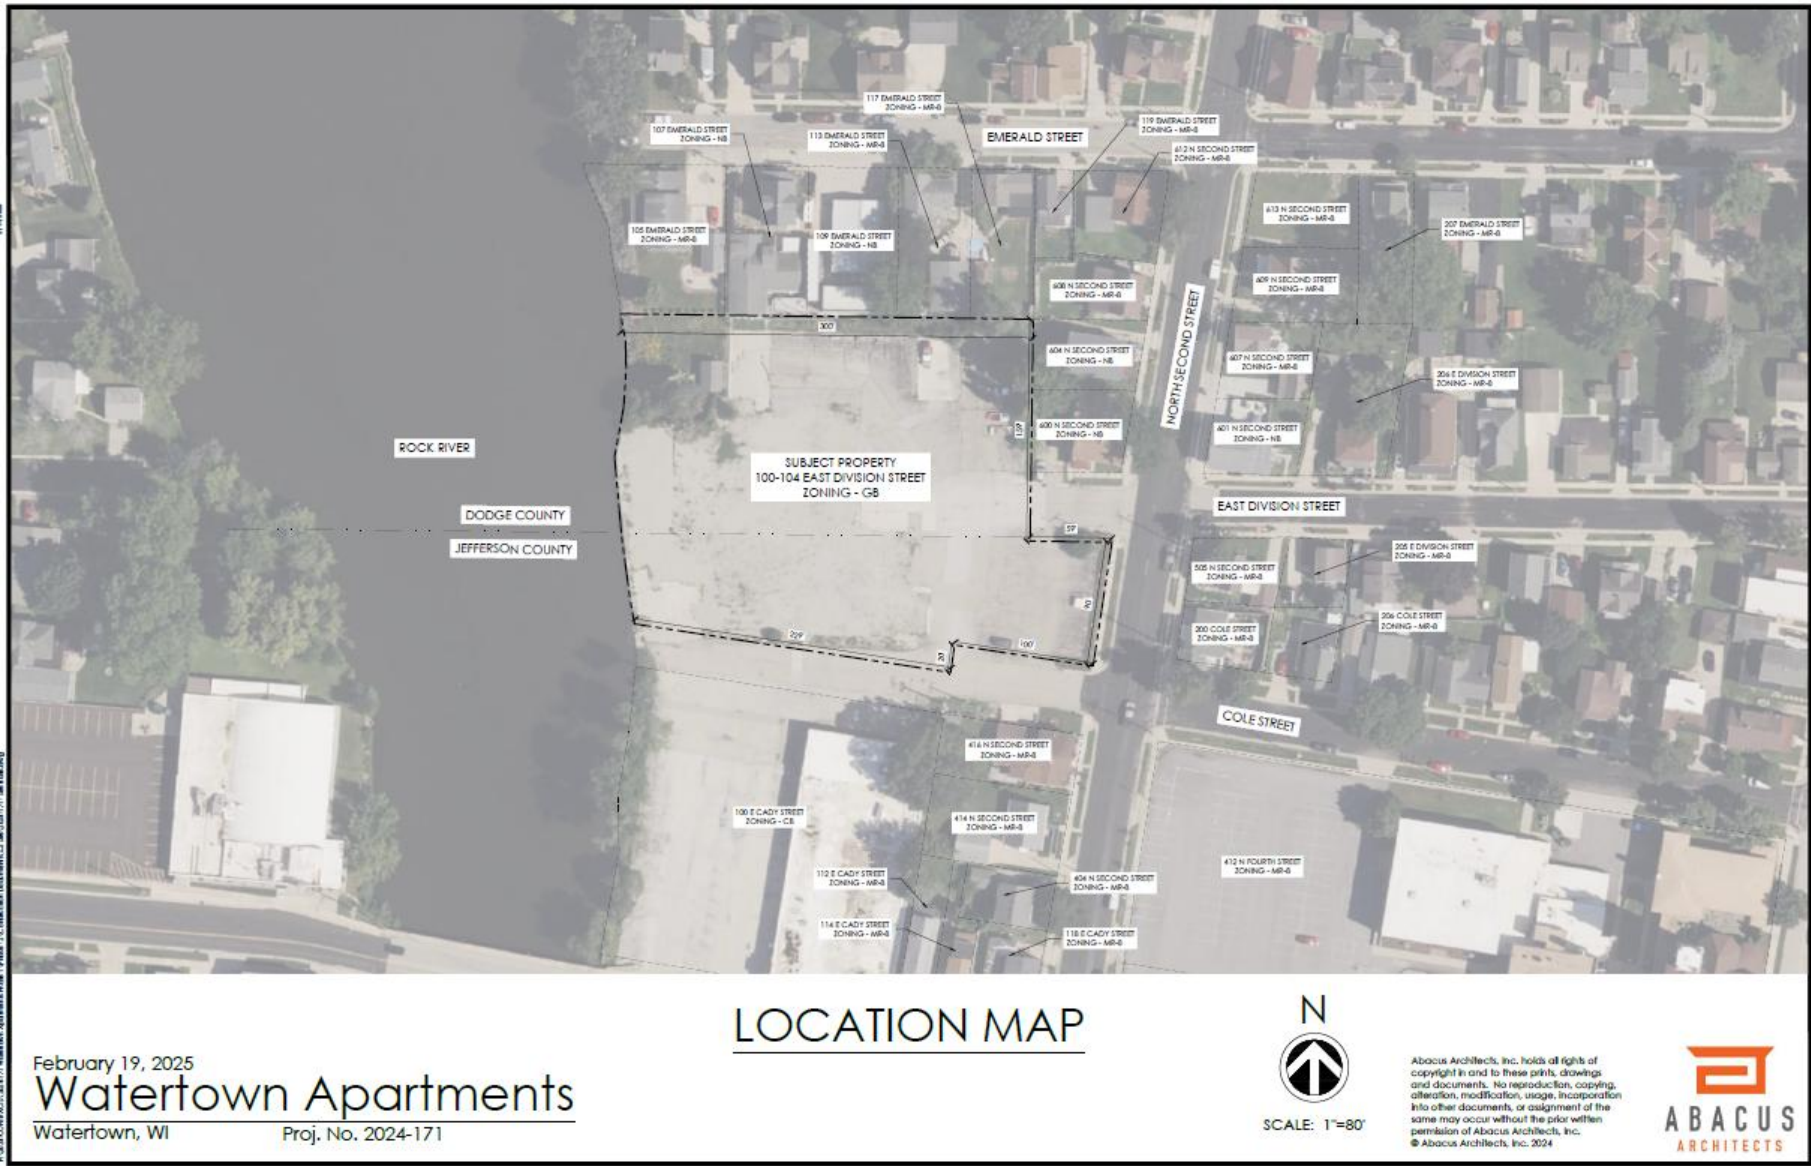 117 EMERALD STREET
ZONING - MR-8
107 EMERALD STREET
ZONING - NB
113 EMERALD STREET
ZONING - MR-8
EMERALD STREET
119 EMERALD STREET
ZONING - MR-8
612 N SECOND STREET
ZONING - MR-8
105 EMERALD STREET
ZONING - MR-8
109 EMERALD STREET
ZONING - NB
613 N SECOND STREET
ZONING - MR-8
207 EMERALD STREET
ZONING - MR-8
608 N SECOND STREET
ZONING - MR-8
609 N SECOND STREET
ZONING - MR-8
300'
NORTH SECOND STREET
604 N SECOND STREET
ZONING - NB
607 N SECOND STREET
ZONING - MR-8
206 E DIVISION STREET
ZONING - MR-8
159'
600 N SECOND STREET
ZONING - NB
601 N SECOND STREET
ZONING - NB
ROCK RIVER
SUBJECT PROPERTY
100-104 EAST DIVISION STREET
ZONING - GB
EAST DIVISION STREET
DODGE COUNTY
JEFFERSON COUNTY
59'
205 E DIVISION STREET
ZONING - MR-8
505 N SECOND STREET
ZONING - MR-8
90'
206 COLE STREET
ZONING - MR-8
200 COLE STREET
ZONING - MR-8
229'
20'
100'
COLE STREET
416 N SECOND STREET
ZONING - MR-8
100 E CADY STREET
ZONING - CB
414 N SECOND STREET
ZONING - MR-8
412 N FOURTH STREET
ZONING - MR-8
112 E CADY STREET
ZONING - MR-8
404 N SECOND STREET
ZONING - MR-8
114 E CADY STREET
ZONING - MR-8
118 E CADY STREET
ZONING - MR-8
LOCATION MAP
February 19, 2025
Watertown Apartments
Watertown, WI Proj. No. 2024-171
N
SCALE: 1"=80'
Abacus Architects, Inc. holds all rights of
copyright in and to these prints, drawings
and documents. No reproduction, copying,
alteration, modification, usage, incorporation
into other documents, or assignment of the
same may occur without the prior written
permission of Abacus Architects, Inc.
© Abacus Architects, Inc. 2024
ABACUS
ARCHITECTS